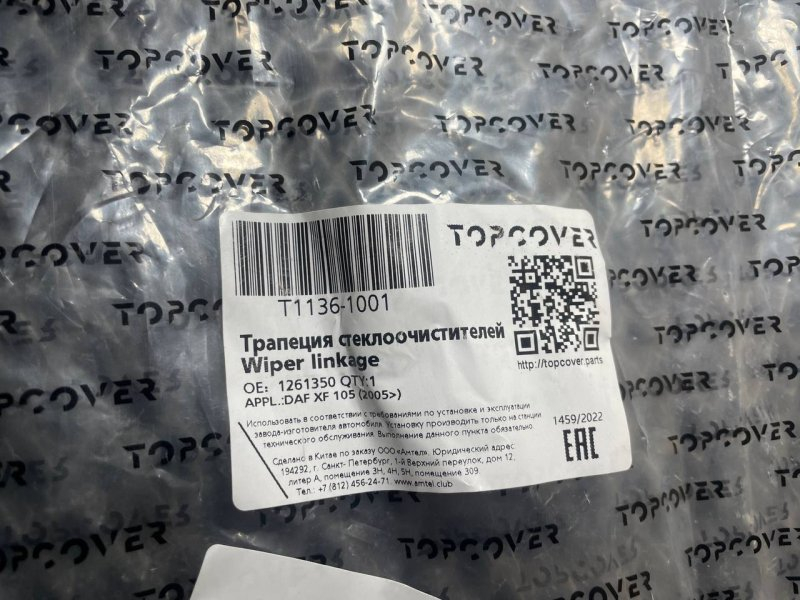 TOPCOVER
T1136-1001
Трапеция стеклоочистителей
Wiper linkage
OE: 1261350 QTY:1
APPL.:DAF XF 105 (2005>)
http://topcover.parts
Использовать в соответствии с требованиями по установке и эксплуатации
завода-изготовителя автомобиля. Установку производить только на станции
технического обслуживания. Выполнение данного пункта обязательно
1459/2022
EAC
Сделано в Китае по заказу ООО «Амтел». Юридический адрес:
194292, г. Санкт- Петербург, 1-й Верхний переулок, дом 12,
литер А, помещение 3Н, 4Н, 5Н, помещение 309.
Тел.: +7 (812) 456-24-71. www.amtel.club